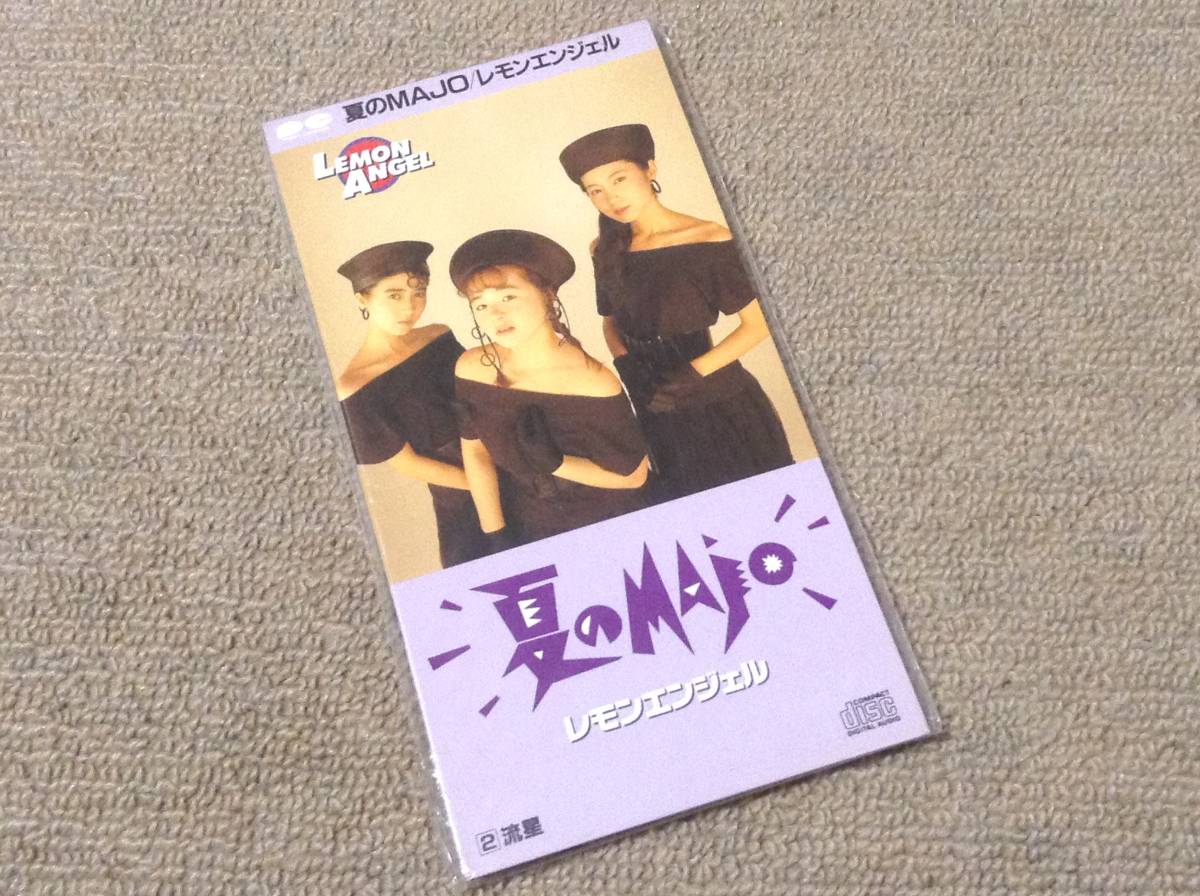 夏のMAJO/レモンエンジェル
LEMON
ANGEL
夏のMAJO
レモンエンジェル
COMPACT
disc
DIGITAL AUDIO
2 流星